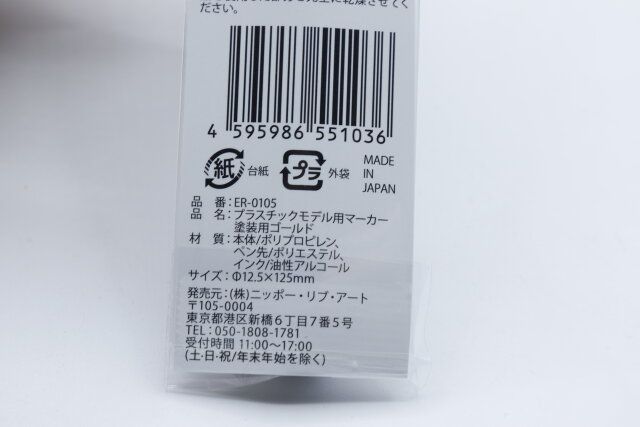 ださい。
4 595986 551036
紙 台紙 プラ 外袋 MADE IN JAPAN
品　番：ER-0105
品　名：プラスチックモデル用マーカー
塗装用ゴールド
材　質：本体/ポリプロピレン、
ペン先/ポリエステル、
インク/油性アルコール
サイズ：Φ12.5×125mm
発売元：(株)ニッポー・リブ・アート
〒105-0004
東京都港区新橋6丁目7番5号
TEL：050-1808-1781
受付時間 11:00～17:00
(土・日・祝/年末年始を除く)